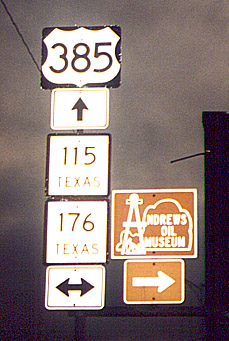 385
115
TEXAS
176
TEXAS
ANDREWS
OIL
MUSEUM